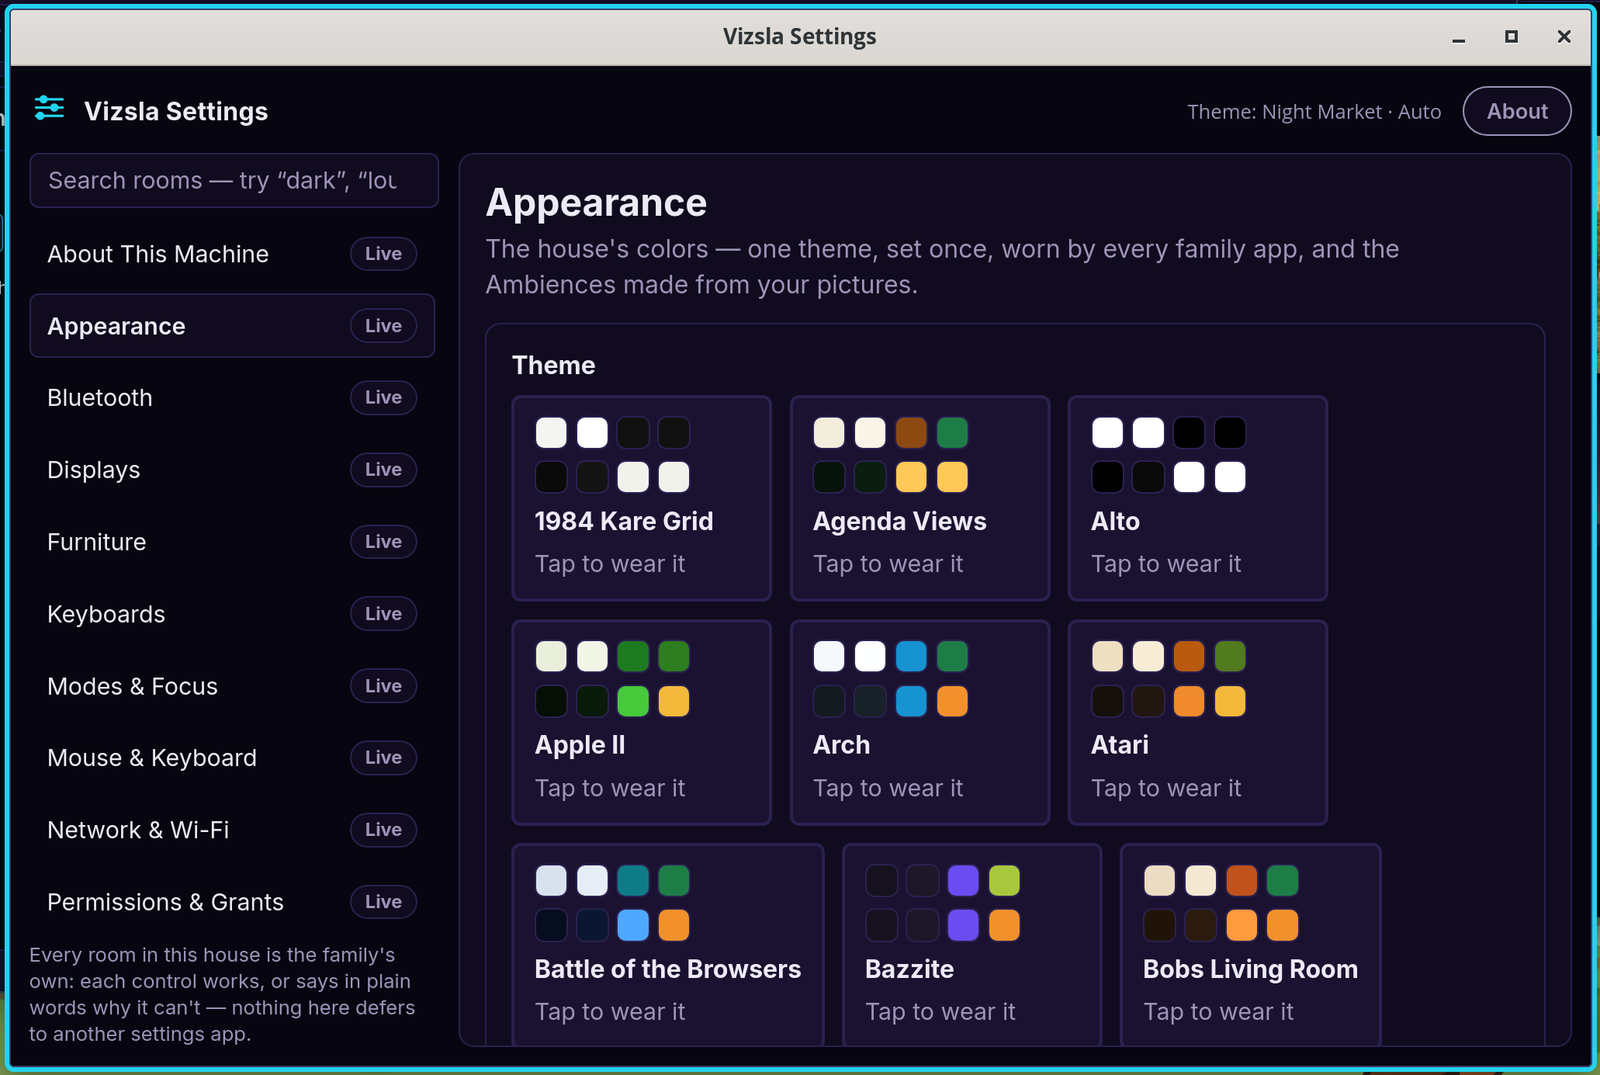 Vizsla Settings
Vizsla Settings
Theme: Night Market · Auto
About
Search rooms — try “dark”, “lou
About This Machine
Live
Appearance
Live
Bluetooth
Live
Displays
Live
Furniture
Live
Keyboards
Live
Modes & Focus
Live
Mouse & Keyboard
Live
Network & Wi-Fi
Live
Permissions & Grants
Live
Every room in this house is the family's
own: each control works, or says in plain
words why it can't — nothing here defers
to another settings app.
Appearance
The house's colors — one theme, set once, worn by every family app, and the
Ambiences made from your pictures.
Theme
1984 Kare Grid
Tap to wear it
Agenda Views
Tap to wear it
Alto
Tap to wear it
Apple II
Tap to wear it
Arch
Tap to wear it
Atari
Tap to wear it
Battle of the Browsers
Tap to wear it
Bazzite
Tap to wear it
Bobs Living Room
Tap to wear it